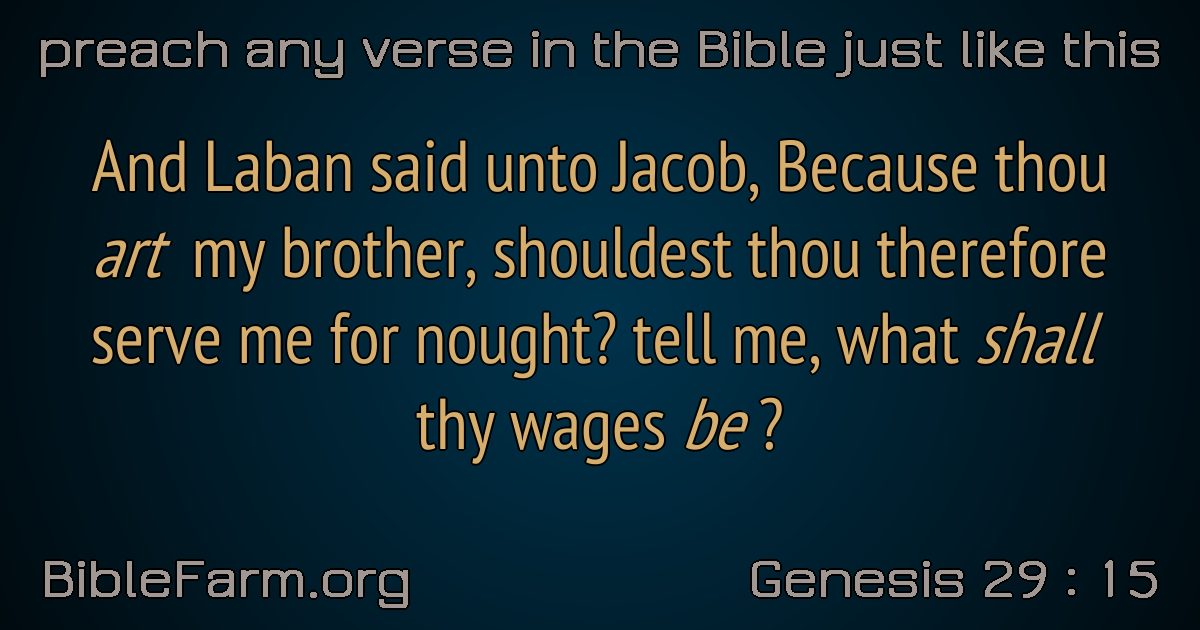 preach any verse in the Bible just like this
And Laban said unto Jacob, Because thou
art my brother, shouldest thou therefore
serve me for nought? tell me, what shall
thy wages be ?
BibleFarm.org
Genesis 29 : 15